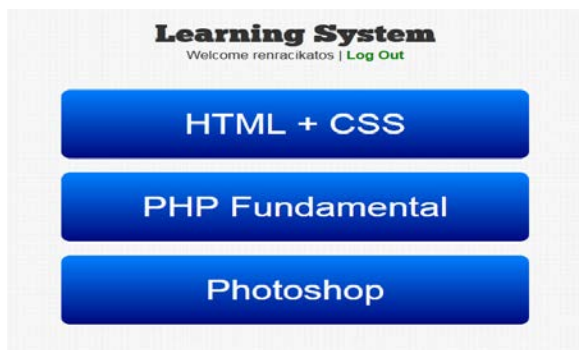 Learning System
Welcome renracikatos | Log Out
HTML + CSS
PHP Fundamental
Photoshop